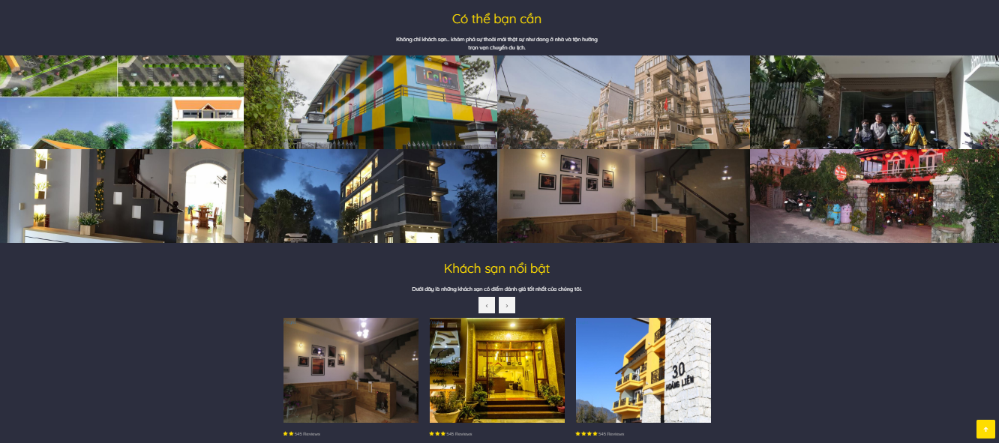 Có thể bạn cần
Không chỉ khách sạn... khám phá sự thoải mái thật sự như đang ở nhà và tận hưởng
trọn vẹn chuyến du lịch.
iColor
Khách sạn nổi bật
Dưới đây là những khách sạn có điểm đánh giá tốt nhất của chúng tôi.
30
HOÀNG LIÊN
545 Reviews
545 Reviews
545 Reviews